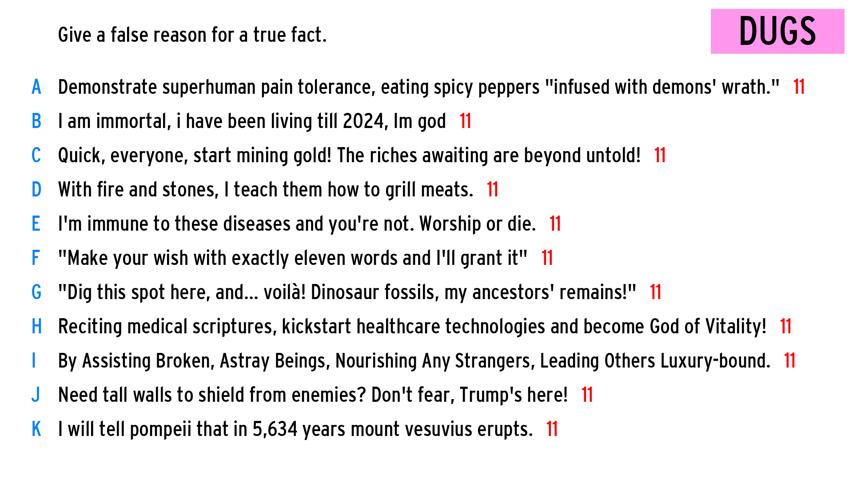 Give a false reason for a true fact.
DUGS
A Demonstrate superhuman pain tolerance, eating spicy peppers "infused with demons' wrath." 11
B I am immortal, i have been living till 2024, Im god 11
C Quick, everyone, start mining gold! The riches awaiting are beyond untold! 11
D With fire and stones, I teach them how to grill meats. 11
E I'm immune to these diseases and you're not. Worship or die. 11
F "Make your wish with exactly eleven words and I'll grant it" 11
G "Dig this spot here, and... voilà! Dinosaur fossils, my ancestors' remains!" 11
H Reciting medical scriptures, kickstart healthcare technologies and become God of Vitality! 11
I By Assisting Broken, Astray Beings, Nourishing Any Strangers, Leading Others Luxury-bound. 11
J Need tall walls to shield from enemies? Don't fear, Trump's here! 11
K I will tell pompeii that in 5,634 years mount vesuvius erupts. 11